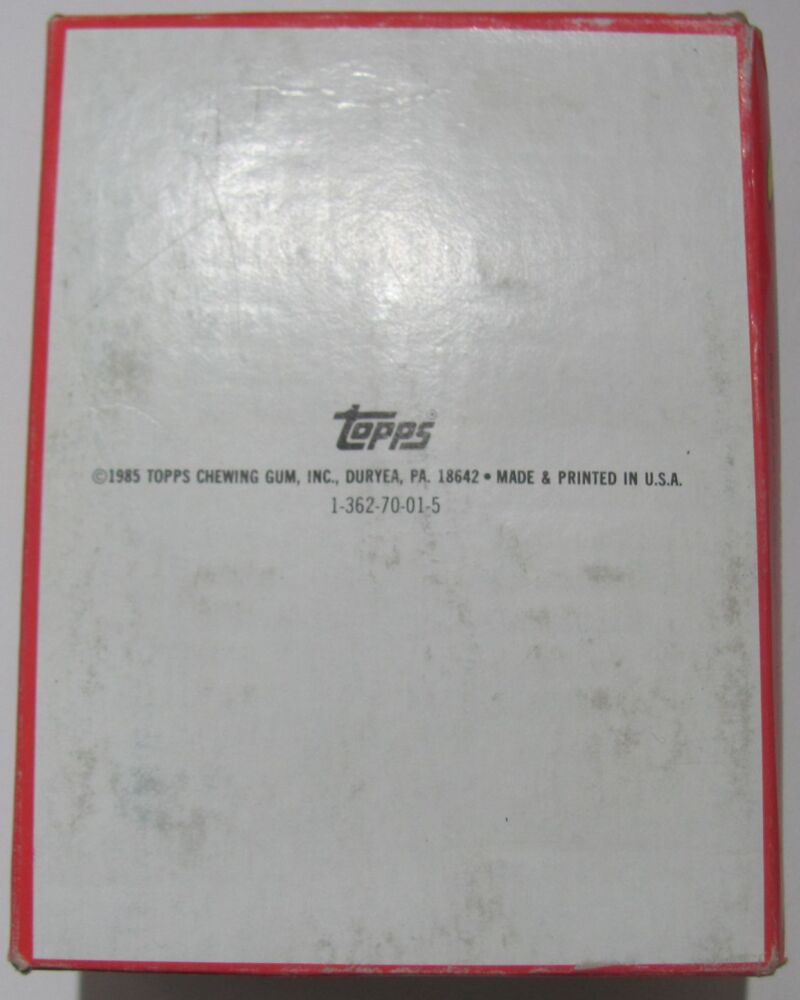 Topps®
©1985 TOPPS CHEWING GUM, INC., DURYEA, PA. 18642 • MADE & PRINTED IN U.S.A.
1-362-70-01-5